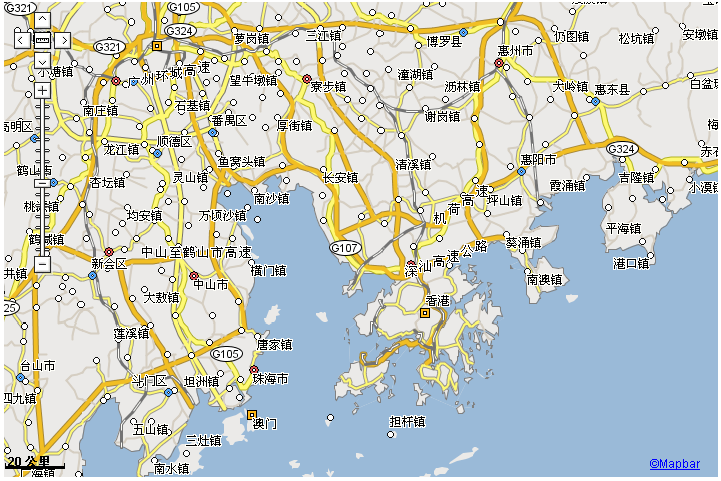 G321
G105
G324
G321
三江镇
萝岗镇
博罗县
惠州市
仍图镇
松坑镇
安墩镇
小塘镇
广州环城高速
望牛墩镇
寮步镇
潼湖镇
沥林镇
大岭镇
惠东县
白盆珠
南庄镇
石基镇
番禺区
厚街镇
谢岗镇
高明区
龙江镇
顺德区
鱼窝头镇
渚溪镇
惠阳市
G324
赤石
鹤山市
杏坛镇
灵山镇
长安镇
霞涌镇
吉隆镇
小漠镇
南沙镇
机荷高速
坪山镇
均安镇
万顷沙镇
平海镇
鹤城镇
中山至鹤山市高速
G107
葵涌镇
新会区
横门镇
深汕高速公路
港口镇
井镇
中山市
南澳镇
大敖镇
香港
莲溪镇
唐家镇
G105
台山市
斗门区
坦洲镇
珠海市
四九镇
澳门
担杆镇
五山镇
三灶镇
20 公里
南水镇
海镇
©Mapbar